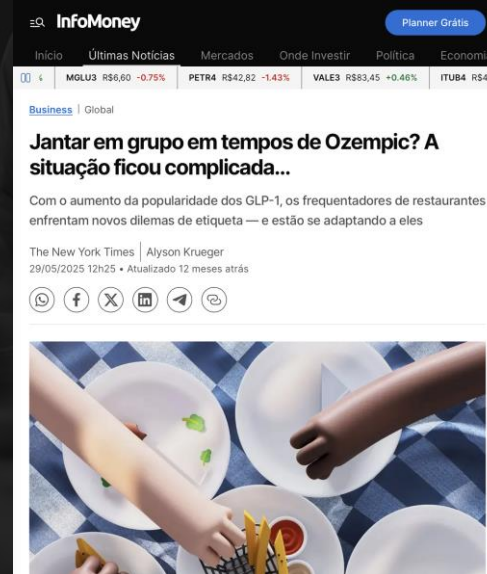 InfoMoney
Planner Grátis
Início Últimas Notícias Mercados Onde Investir Política
MGLU3 R$6,60 -0.75% PETR4 R$42,82 -1.43% VALE3 R$83,45 +0.46% ITUB4
Business | Global
Jantar em grupo em tempos de Ozempic? A
situação ficou complicada...
Com o aumento da popularidade dos GLP-1, os frequentadores de restaurantes
enfrentam novos dilemas de etiqueta — e estão se adaptando a eles
The New York Times | Alyson Krueger
29/05/2025 12h25 • Atualizado 12 meses atrás